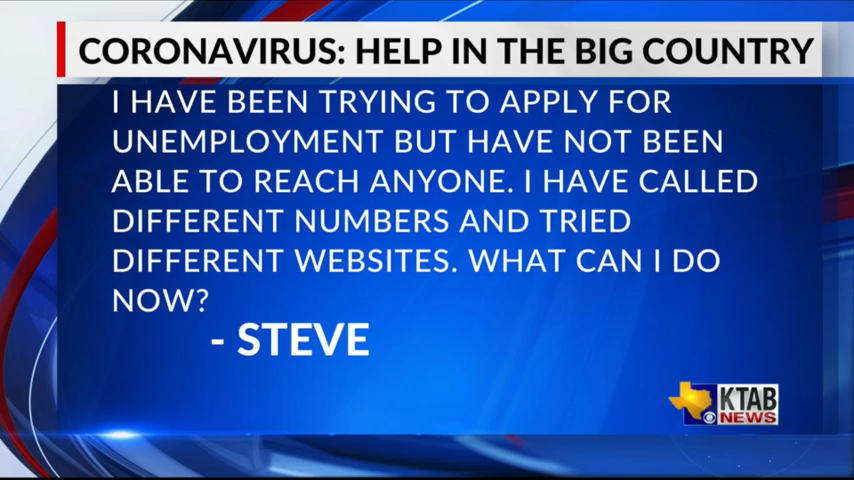 CORONAVIRUS: HELP IN THE BIG COUNTRY
I HAVE BEEN TRYING TO APPLY FOR
UNEMPLOYMENT BUT HAVE NOT BEEN
ABLE TO REACH ANYONE. I HAVE CALLED
DIFFERENT NUMBERS AND TRIED
DIFFERENT WEBSITES. WHAT CAN I DO
NOW?
- STEVE
KTAB
NEWS